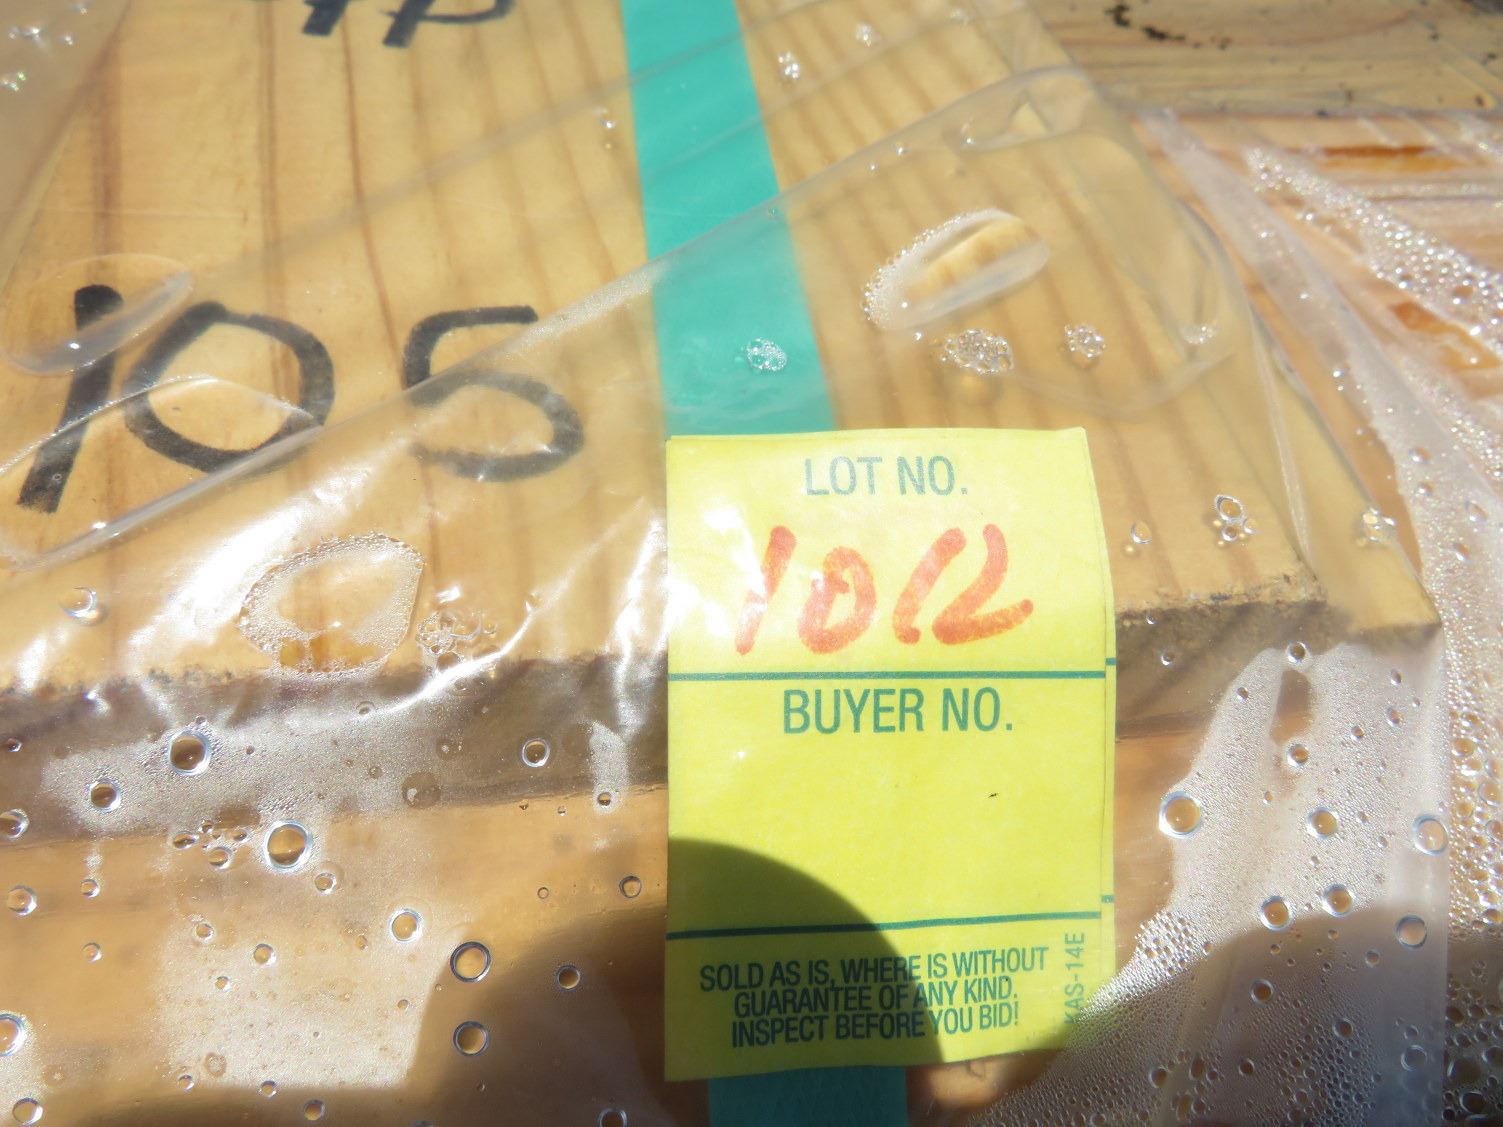 105
LOT NO.
1012
BUYER NO.
SOLD AS IS, WHERE IS WITHOUT
GUARANTEE OF ANY KIND.
INSPECT BEFORE YOU BID!
KAS-14E